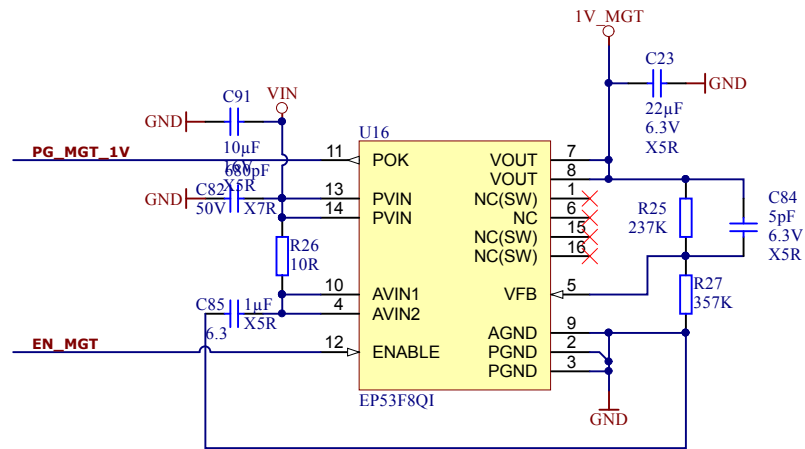 1V_MGT
C23
GND
22µF
6.3V
X5R
VIN
C91
GND
10µF
16V
X5R
U16
PG_MGT_1V
11
POK
VOUT
7
VOUT
8
680pF
C82
GND
50V
X7R
13
PVIN
14
PVIN
NC(SW)
1
NC
6
NC(SW)
15
NC(SW)
16
R25
237K
C84
5pF
6.3V
X5R
R26
10R
10
AVIN1
4
AVIN2
VFB
5
R27
357K
C85
1µF
X5R
6.3
EN_MGT
12
ENABLE
AGND
9
PGND
2
PGND
3
EP53F8QI
GND